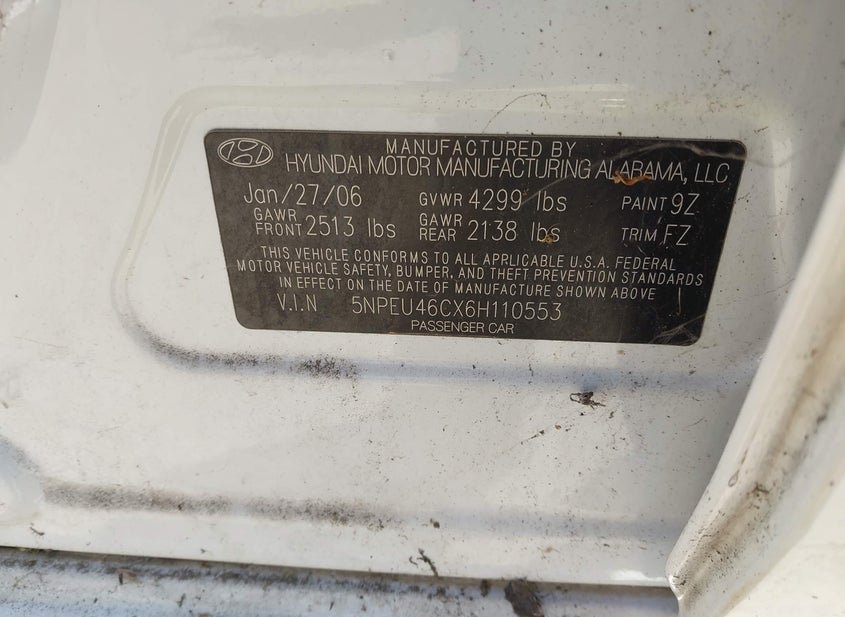 MANUFACTURED BY
HYUNDAI MOTOR MANUFACTURING ALABAMA, LLC
Jan/27/06 GVWR 4299 lbs PAINT 9Z
GAWR FRONT 2513 lbs GAWR REAR 2138 lbs TRIM FZ
THIS VEHICLE CONFORMS TO ALL APPLICABLE U.S.A. FEDERAL
MOTOR VEHICLE SAFETY, BUMPER, AND THEFT PREVENTION STANDARDS
IN EFFECT ON THE DATE OF MANUFACTURE SHOWN ABOVE
V.I.N 5NPEU46CX6H110553
PASSENGER CAR